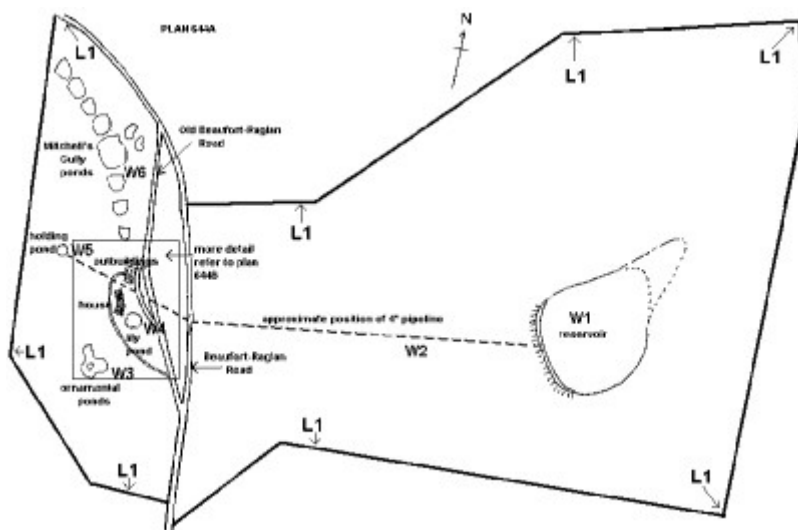 PLAN 644A
N
L1
L1
L1
Old Beaufort-Raglan
Road
Mitchell's
Gully
ponds
W6
L1
holding
pond
W5
outbuildings
more detail
refer to plan
644B
house
W4
lily
pond
approximate position of 4" pipeline
W1
reservoir
W2
L1
Beaufort-Raglan
Road
W3
ornamental
ponds
L1
L1
L1